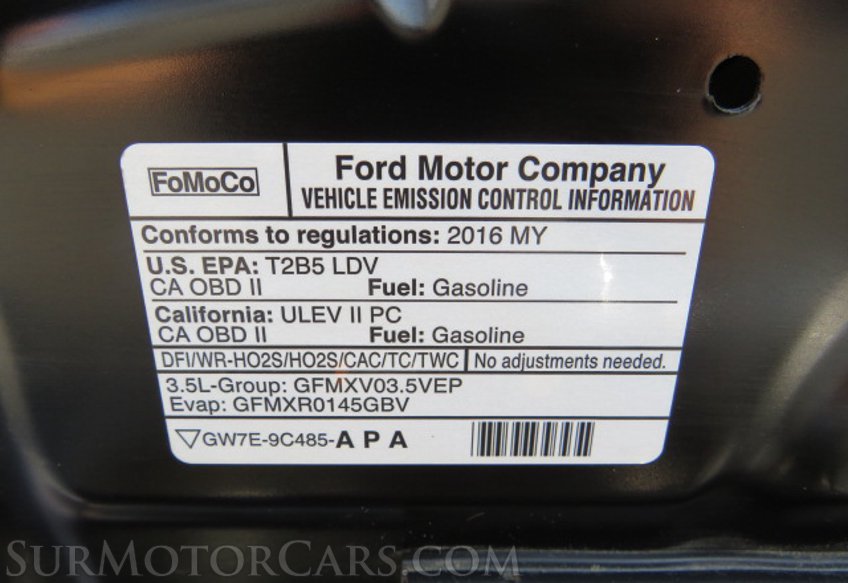 FoMoCo
Ford Motor Company
VEHICLE EMISSION CONTROL INFORMATION
Conforms to regulations: 2016 MY
U.S. EPA: T2B5 LDV
CA OBD II Fuel: Gasoline
California: ULEV II PC
CA OBD II Fuel: Gasoline
DFI/WR-HO2S/HO2S/CAC/TC/TWC No adjustments needed.
3.5L-Group: GFMXV03.5VEP
Evap: GFMXR0145GBV
GW7E-9C485-A P A
SurMotorCars.com